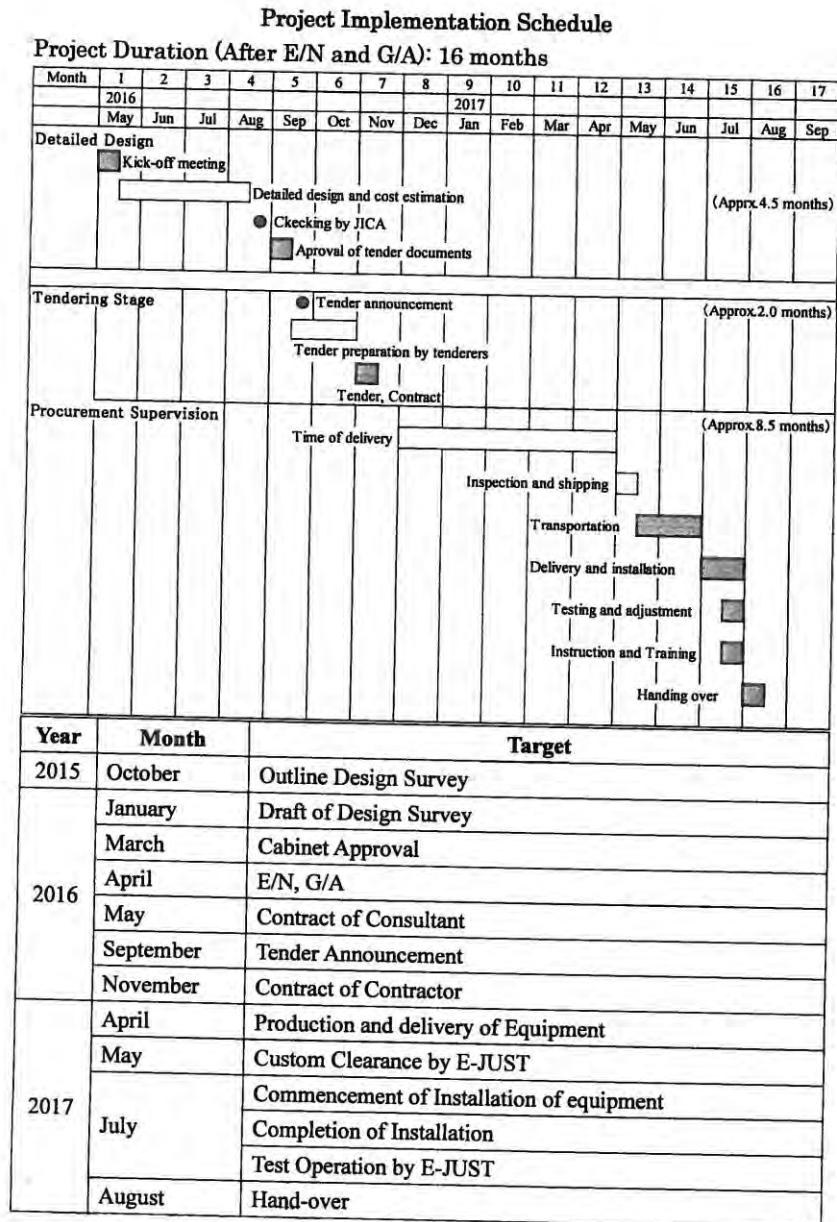 Project Implementation Schedule
Project Duration (After E/N and G/A): 16 months
Month 1 2 3 4 5 6 7 8 9 10 11 12 13 14 15 16 17
2016 2017
May Jun Jul Aug Sep Oct Nov Dec Jan Feb Mar Apr May Jun Jul Aug Sep
Detailed Design
Kick-off meeting
Detailed design and cost estimation (Apprx.4.5 months)
Ckecking by JICA
Aproval of tender documents
Tendering Stage Tender announcement (Approx.2.0 months)
Tender preparation by tenderers
Tender, Contract
Procurement Supervision (Approx.8.5 months)
Time of delivery
Inspection and shipping
Transportation
Delivery and installation
Testing and adjustment
Instruction and Training
Handing over
Year Month Target
2015 October Outline Design Survey
2016 January Draft of Design Survey
March Cabinet Approval
April E/N, G/A
May Contract of Consultant
September Tender Announcement
November Contract of Contractor
2017 April Production and delivery of Equipment
May Custom Clearance by E-JUST
July Commencement of Installation of equipment
Completion of Installation
Test Operation by E-JUST
August Hand-over